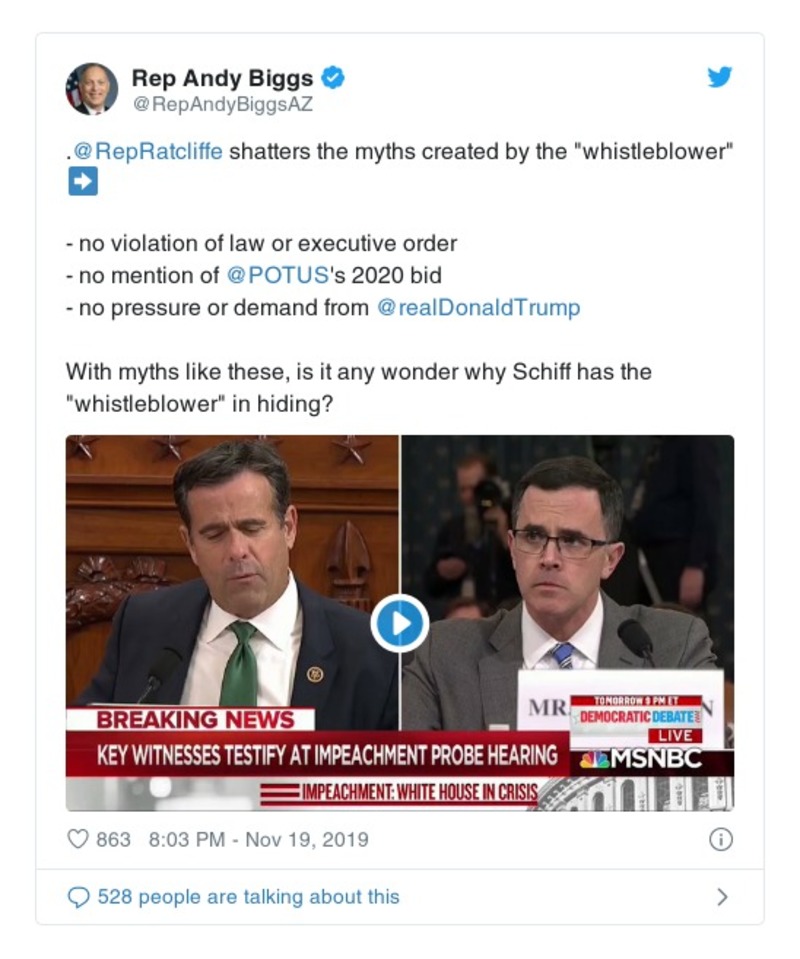 Rep Andy Biggs
@RepAndyBiggsAZ
.@RepRatcliffe shatters the myths created by the "whistleblower"
- no violation of law or executive order
- no mention of @POTUS's 2020 bid
- no pressure or demand from @realDonaldTrump
With myths like these, is it any wonder why Schiff has the
"whistleblower" in hiding?
MR.
N
TOMORROW 9 PM ET
DEMOCRATIC DEBATE
LIVE
BREAKING NEWS
KEY WITNESSES TESTIFY AT IMPEACHMENT PROBE HEARING
MSNBC
IMPEACHMENT: WHITE HOUSE IN CRISIS
863 8:03 PM - Nov 19, 2019
528 people are talking about this